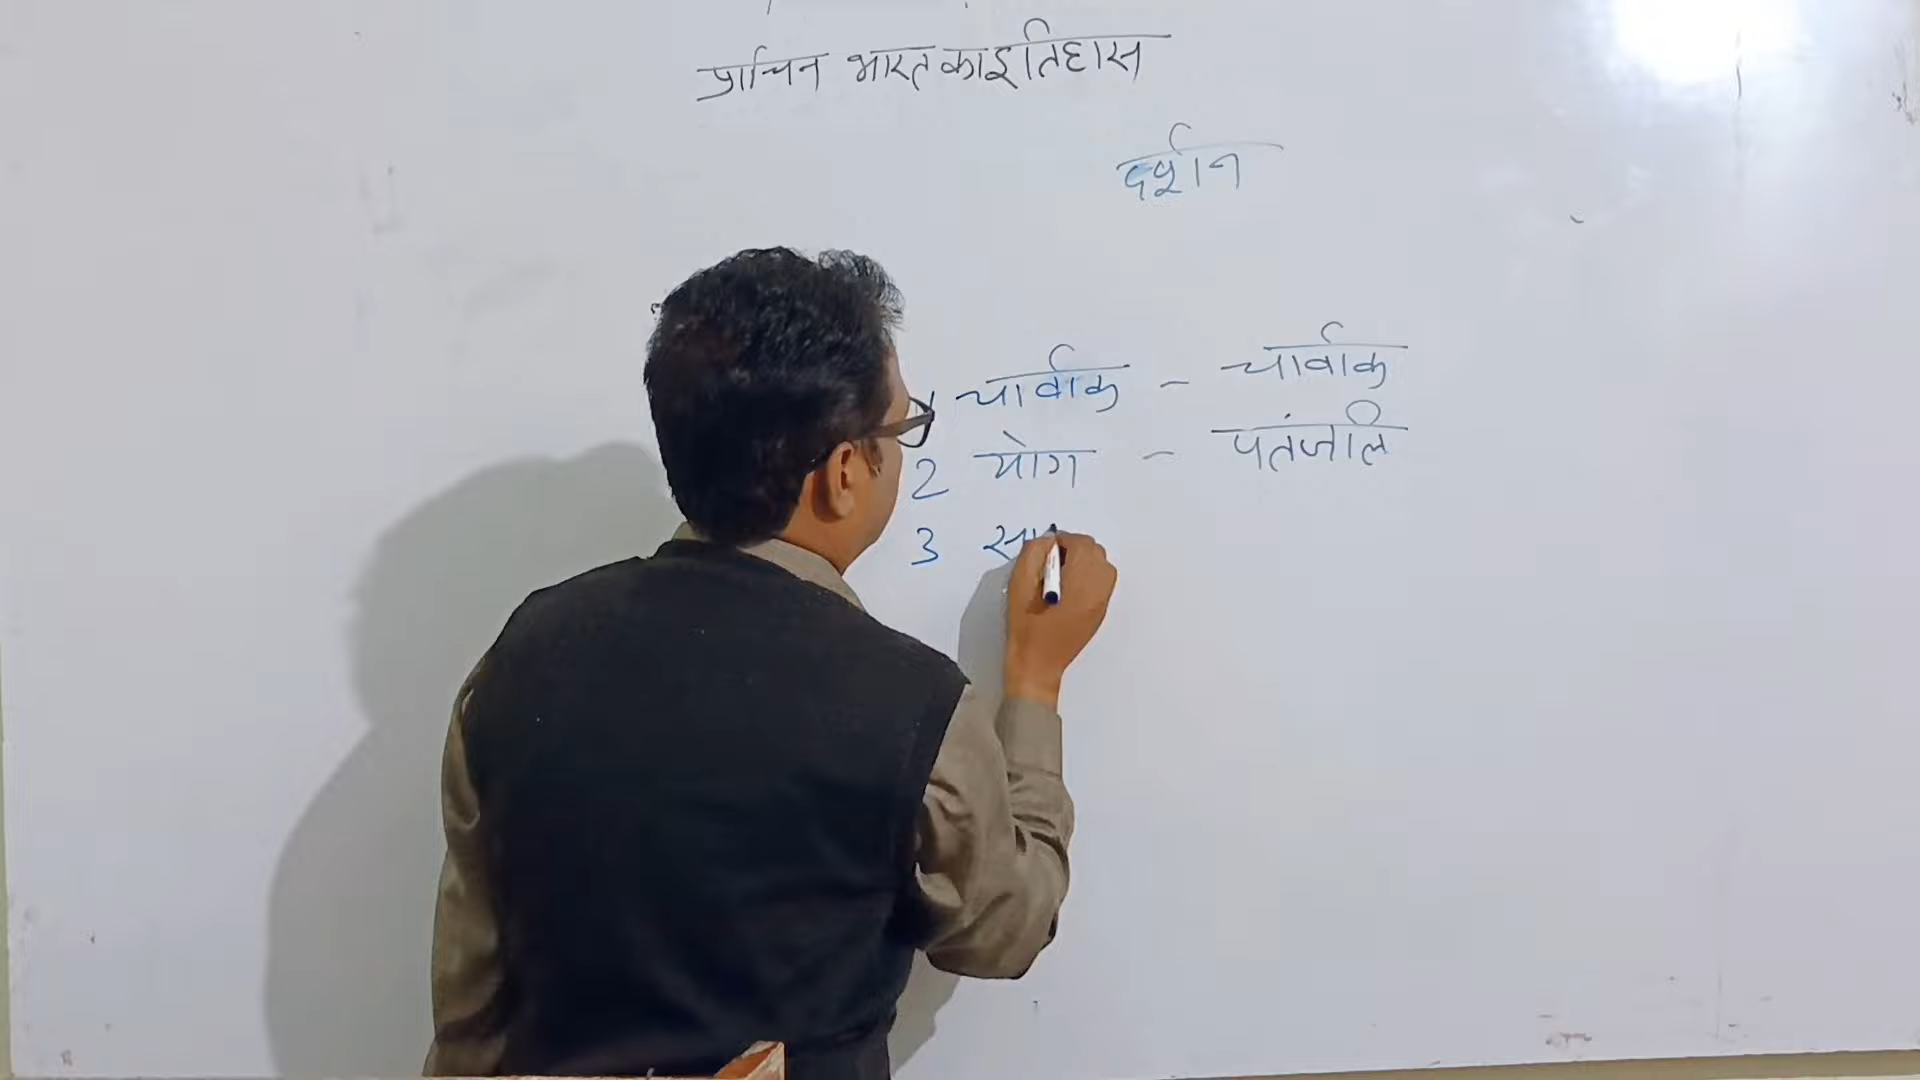 प्राचिन भारत का इतिहास
दर्शन
1 चार्वाक - चार्वाक
2 योग - पतंजलि
3 सा